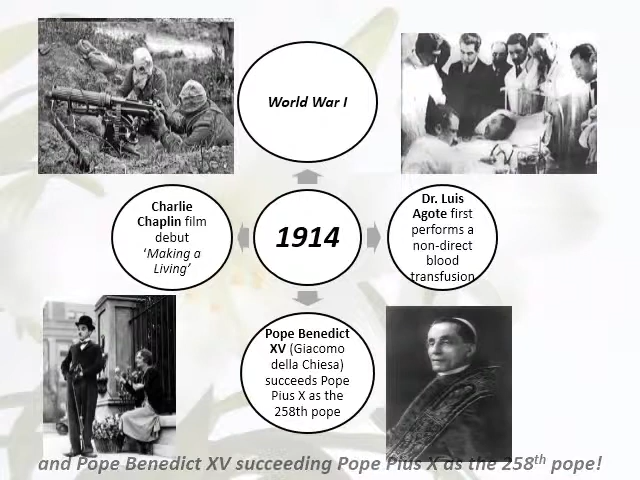 World War I
Charlie
Chaplin film
debut
‘Making a
Living’
1914
Dr. Luis
Agote first
performs a
non-direct
blood
transfusion
Pope Benedict
XV (Giacomo
della Chiesa)
succeeds Pope
Pius X as the
258th pope
and Pope Benedict XV succeeding Pope Pius X as the 258th pope!